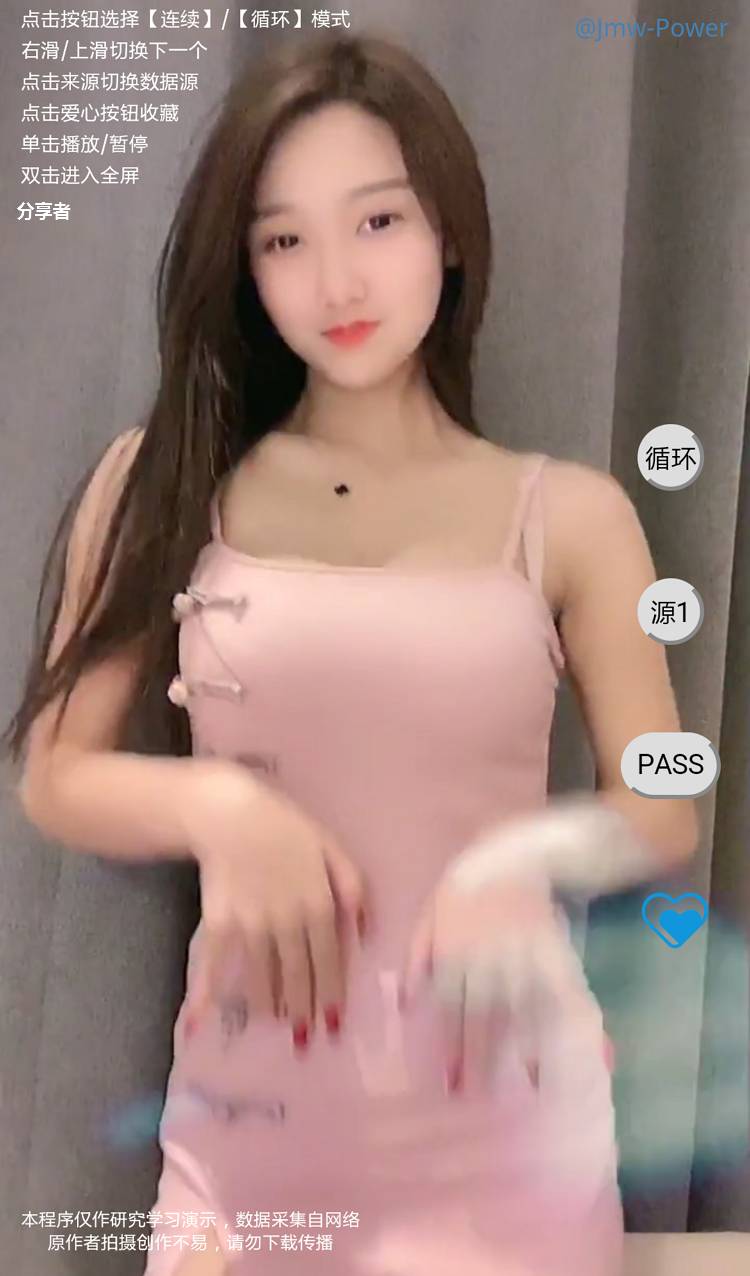 点击按钮选择【连续】/【循环】模式
@Jmw-Power
右滑/上滑切换下一个
点击来源切换数据源
点击爱心按钮收藏
单击播放/暂停
双击进入全屏
分享者
循环
源1
PASS
本程序仅作研究学习演示，数据采集自网络
原作者拍摄创作不易，请勿下载传播